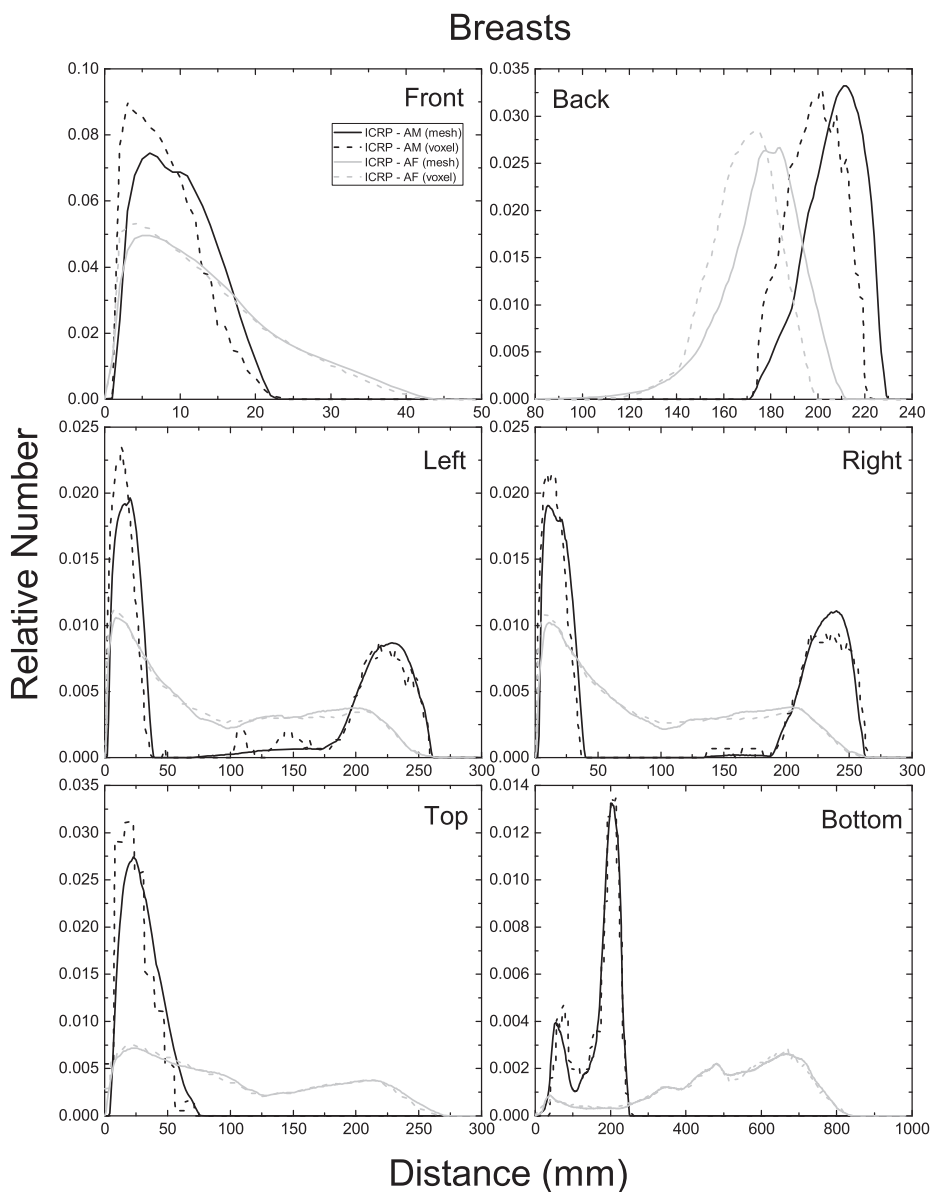 Breasts
Relative Number
Front
ICRP - AM (mesh)
ICRP - AM (voxel)
ICRP - AF (mesh)
ICRP - AF (voxel)
0.10
0.08
0.06
0.04
0.02
0.00
0 10 20 30 40 50
Back
0.035
0.030
0.025
0.020
0.015
0.010
0.005
0.000
80 100 120 140 160 180 200 220 240
Left
0.025
0.020
0.015
0.010
0.005
0.000
0 50 100 150 200 250 300
Right
0.025
0.020
0.015
0.010
0.005
0.000
0 50 100 150 200 250 300
Top
0.035
0.030
0.025
0.020
0.015
0.010
0.005
0.000
0 50 100 150 200 250 300
Bottom
0.014
0.012
0.010
0.008
0.006
0.004
0.002
0.000
0 200 400 600 800 1000
Distance (mm)